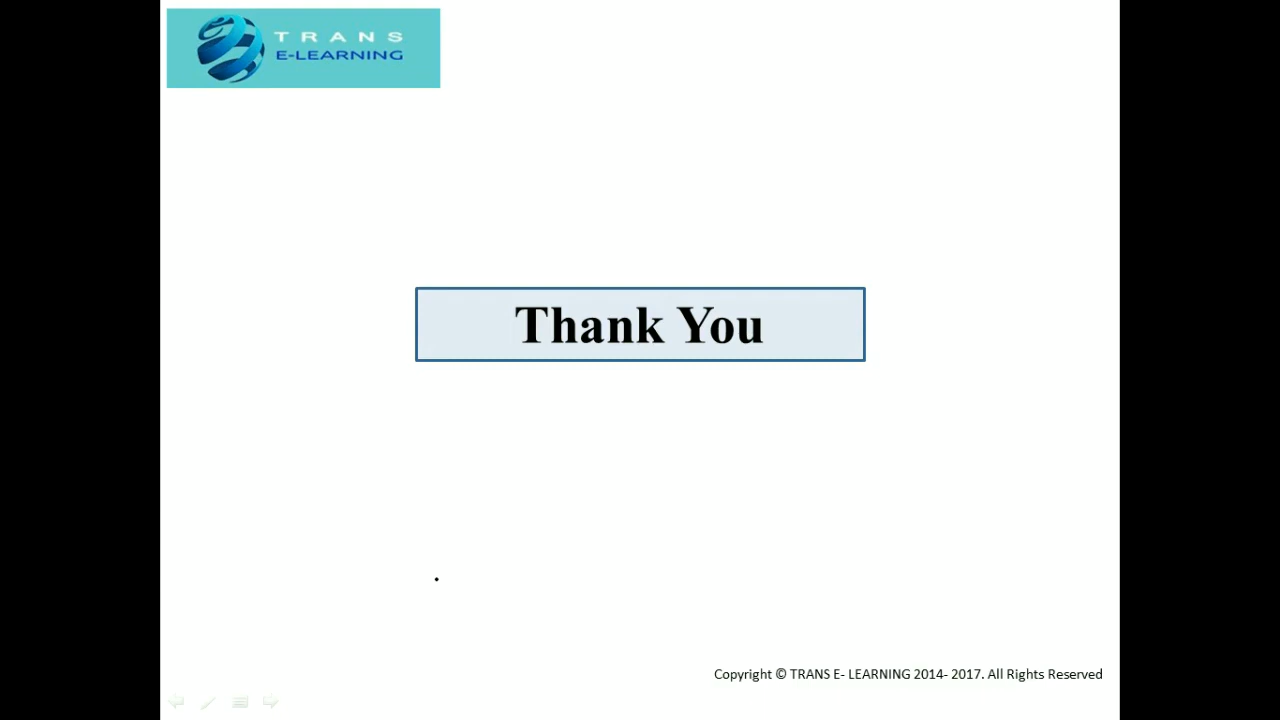 TRANS
E-LEARNING
Thank You
Copyright © TRANS E- LEARNING 2014- 2017. All Rights Reserved